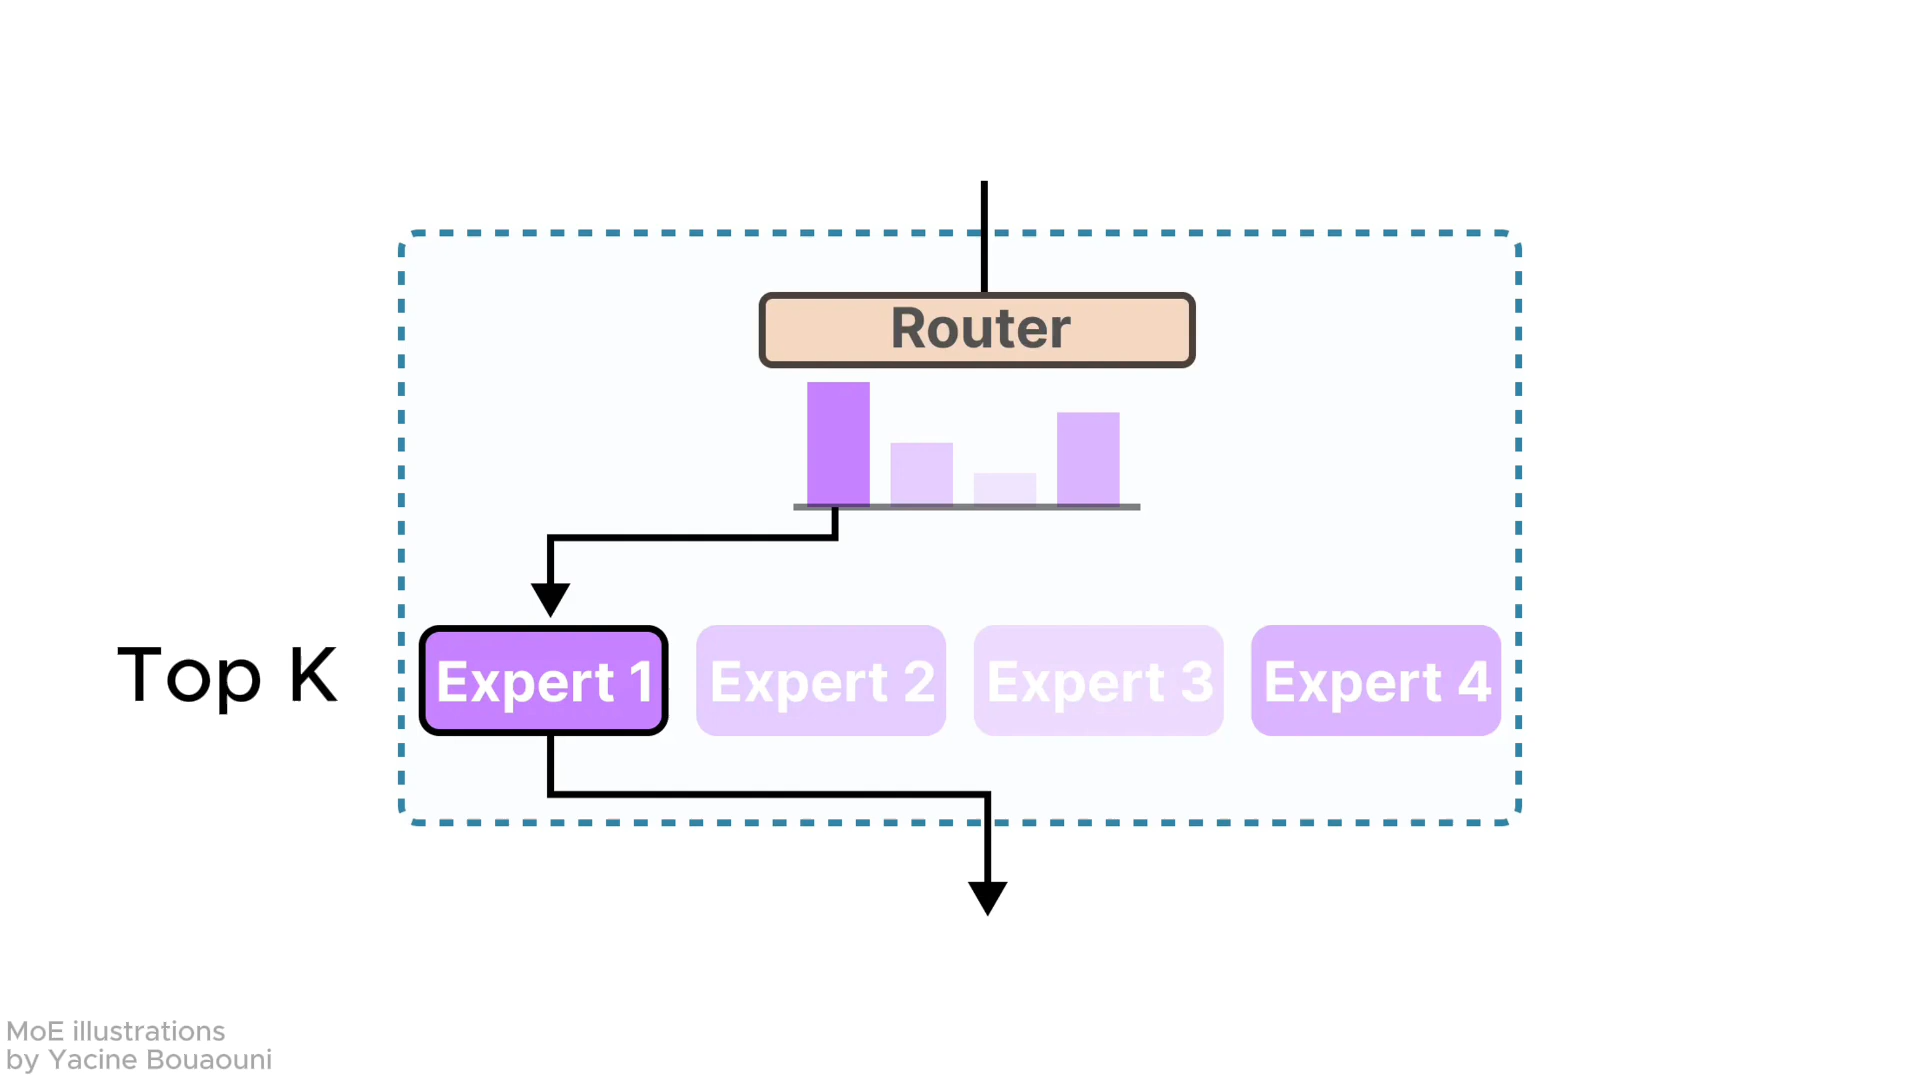 Router
Top K
Expert 1
Expert 2
Expert 3
Expert 4
MoE illustrations
by Yacine Bouaouni